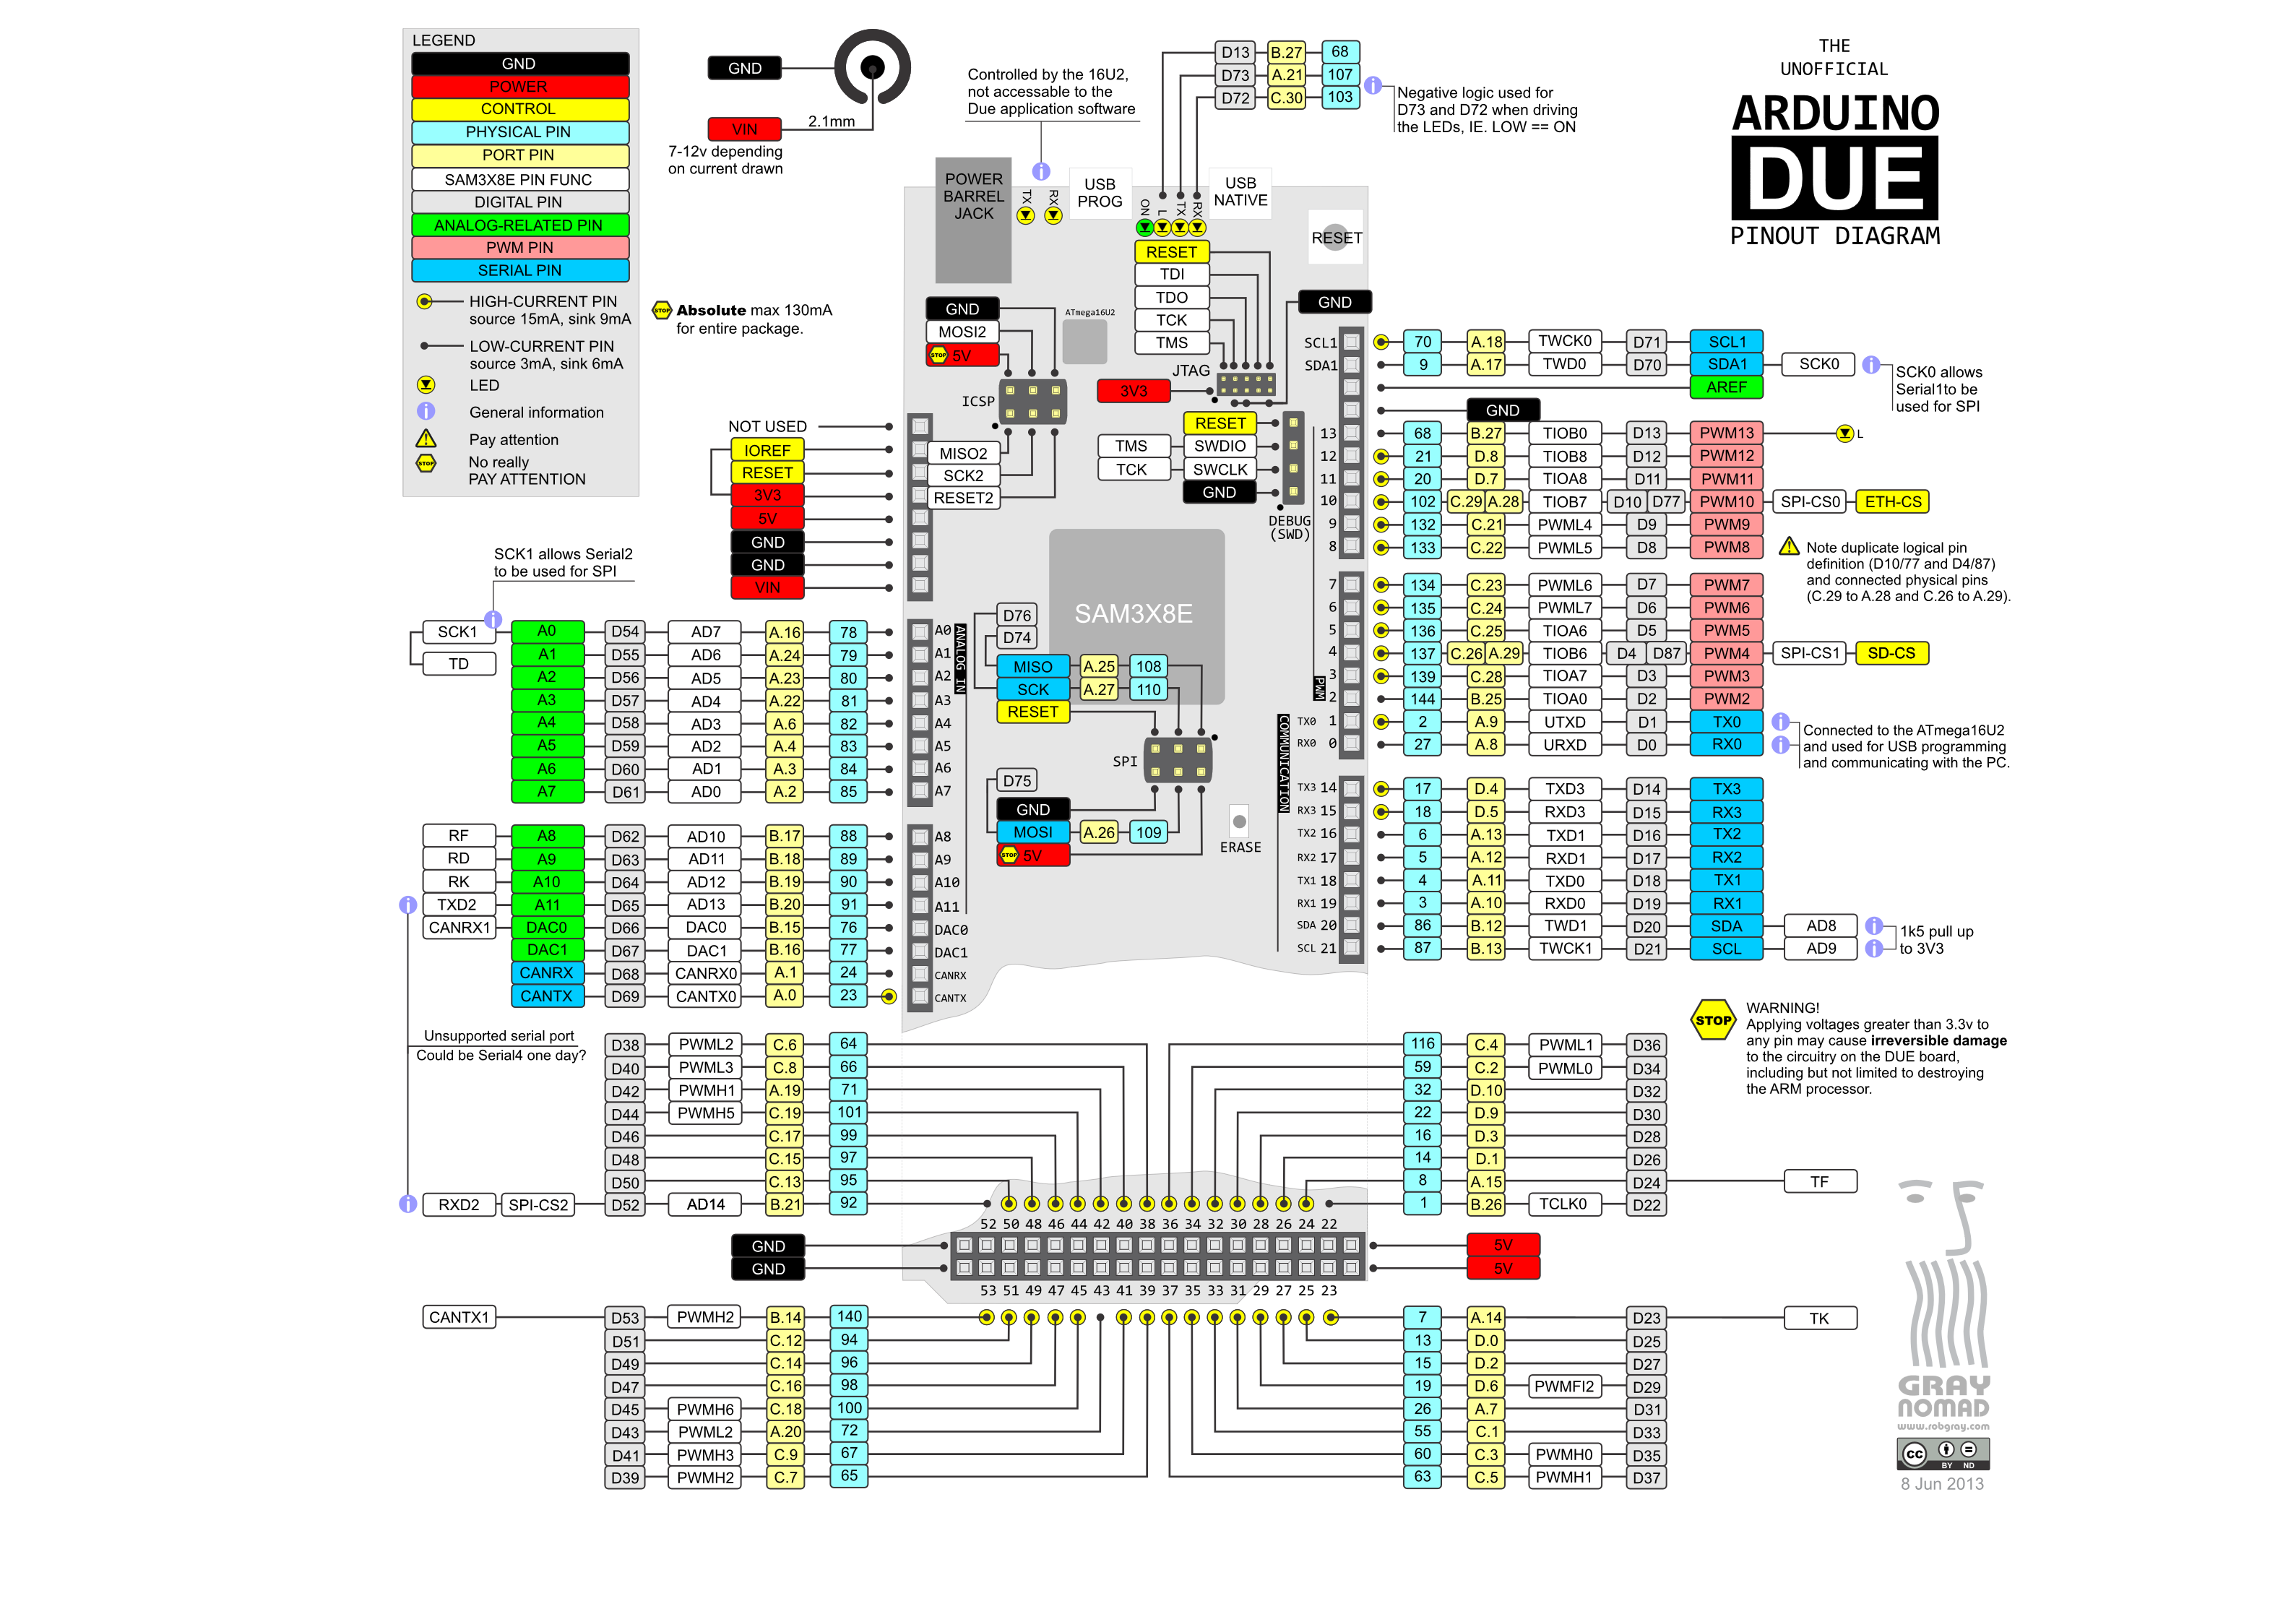 LEGEND
GND
POWER
CONTROL
PHYSICAL PIN
PORT PIN
SAM3X8E PIN FUNC
DIGITAL PIN
ANALOG-RELATED PIN
PWM PIN
SERIAL PIN
HIGH-CURRENT PIN
source 15mA, sink 9mA
LOW-CURRENT PIN
source 3mA, sink 6mA
LED
General information
Pay attention
STOP
No really
PAY ATTENTION
GND
VIN
2.1mm
7-12v depending
on current drawn
STOP
Absolute max 130mA
for entire package.
Controlled by the 16U2,
not accessable to the
Due application software
D13 B.27 68
D73 A.21 107
D72 C.30 103
Negative logic used for
D73 and D72 when driving
the LEDs, IE. LOW == ON
THE
UNOFFICIAL
ARDUINO
DUE
PINOUT DIAGRAM
POWER
BARREL
JACK
TX
RX
USB
PROG
ON
L
TX
RX
USB
NATIVE
RESET
RESET
TDI
TDO
TCK
TMS
JTAG
3V3
GND
GND
MOSI2
STOP 5V
ATmega16U2
ICSP
MISO2
SCK2
RESET2
RESET
TMS SWDIO
TCK SWCLK
GND
DEBUG
(SWD)
NOT USED
IOREF
RESET
3V3
5V
GND
GND
VIN
SCK1 allows Serial2
to be used for SPI
SCK1 A0 D54 AD7 A.16 78 A0
TD A1 D55 AD6 A.24 79 A1
A2 D56 AD5 A.23 80 A2
A3 D57 AD4 A.22 81 A3
A4 D58 AD3 A.6 82 A4
A5 D59 AD2 A.4 83 A5
A6 D60 AD1 A.3 84 A6
A7 D61 AD0 A.2 85 A7
ANALOG IN
RF A8 D62 AD10 B.17 88 A8
RD A9 D63 AD11 B.18 89 A9
RK A10 D64 AD12 B.19 90 A10
TXD2 A11 D65 AD13 B.20 91 A11
CANRX1 DAC0 D66 DAC0 B.15 76 DAC0
DAC1 D67 DAC1 B.16 77 DAC1
CANRX D68 CANRX0 A.1 24 CANRX
CANTX D69 CANTX0 A.0 23 CANTX
SAM3X8E
D76
D74
MISO A.25 108
SCK A.27 110
RESET
SPI
D75
GND
MOSI A.26 109
STOP 5V
ERASE
SCL1 70 A.18 TWCK0 D71 SCL1
SDA1 9 A.17 TWD0 D70 SDA1 SCK0
AREF
GND
SCK0 allows
Serial1to be
used for SPI
13 68 B.27 TIOB0 D13 PWM13 L
12 21 D.8 TIOB8 D12 PWM12
11 20 D.7 TIOA8 D11 PWM11
10 102 C.29 A.28 TIOB7 D10 D77 PWM10 SPI-CS0 ETH-CS
9 132 C.21 PWML4 D9 PWM9
8 133 C.22 PWML5 D8 PWM8
Note duplicate logical pin
definition (D10/77 and D4/87)
and connected physical pins
(C.29 to A.28 and C.26 to A.29).
7 134 C.23 PWML6 D7 PWM7
6 135 C.24 PWML7 D6 PWM6
5 136 C.25 TIOA6 D5 PWM5
4 137 C.26 A.29 TIOB6 D4 D87 PWM4 SPI-CS1 SD-CS
3 139 C.28 TIOA7 D3 PWM3
2 144 B.25 TIOA0 D2 PWM2
PWM
TX0 1 2 A.9 UTXD D1 TX0
RX0 0 27 A.8 URXD D0 RX0
Connected to the ATmega16U2
and used for USB programming
and communicating with the PC.
COMMUNICATION
TX3 14 17 D.4 TXD3 D14 TX3
RX3 15 18 D.5 RXD3 D15 RX3
TX2 16 6 A.13 TXD1 D16 TX2
RX2 17 5 A.12 RXD1 D17 RX2
TX1 18 4 A.11 TXD0 D18 TX1
RX1 19 3 A.10 RXD0 D19 RX1
SDA 20 86 B.12 TWD1 D20 SDA AD8
SCL 21 87 B.13 TWCK1 D21 SCL AD9
1k5 pull up
to 3V3
Unsupported serial port
Could be Serial4 one day?
D38 PWML2 C.6 64
D40 PWML3 C.8 66
D42 PWMH1 A.19 71
D44 PWMH5 C.19 101
D46 C.17 99
D48 C.15 97
D50 C.13 95
RXD2 SPI-CS2 D52 AD14 B.21 92
116 C.4 PWML1 D36
59 C.2 PWML0 D34
32 D.10 D32
22 D.9 D30
16 D.3 D28
14 D.1 D26
8 A.15 D24 TF
1 B.26 TCLK0 D22
STOP
WARNING!
Applying voltages greater than 3.3v to
any pin may cause irreversible damage
to the circuitry on the DUE board,
including but not limited to destroying
the ARM processor.
52 50 48 46 44 42 40 38 36 34 32 30 28 26 24 22
GND 5V
GND 5V
53 51 49 47 45 43 41 39 37 35 33 31 29 27 25 23
CANTX1 D53 PWMH2 B.14 140
D51 C.12 94
D49 C.14 96
D47 C.16 98
D45 PWMH6 C.18 100
D43 PWML2 A.20 72
D41 PWMH3 C.9 67
D39 PWMH2 C.7 65
7 A.14 D23 TK
13 D.0 D25
15 D.2 D27
19 D.6 PWMFI2 D29
26 A.7 D31
55 C.1 D33
60 C.3 PWMH0 D35
63 C.5 PWMH1 D37
GRAY
NOMAD
www.robgray.com
cc BY ND
8 Jun 2013